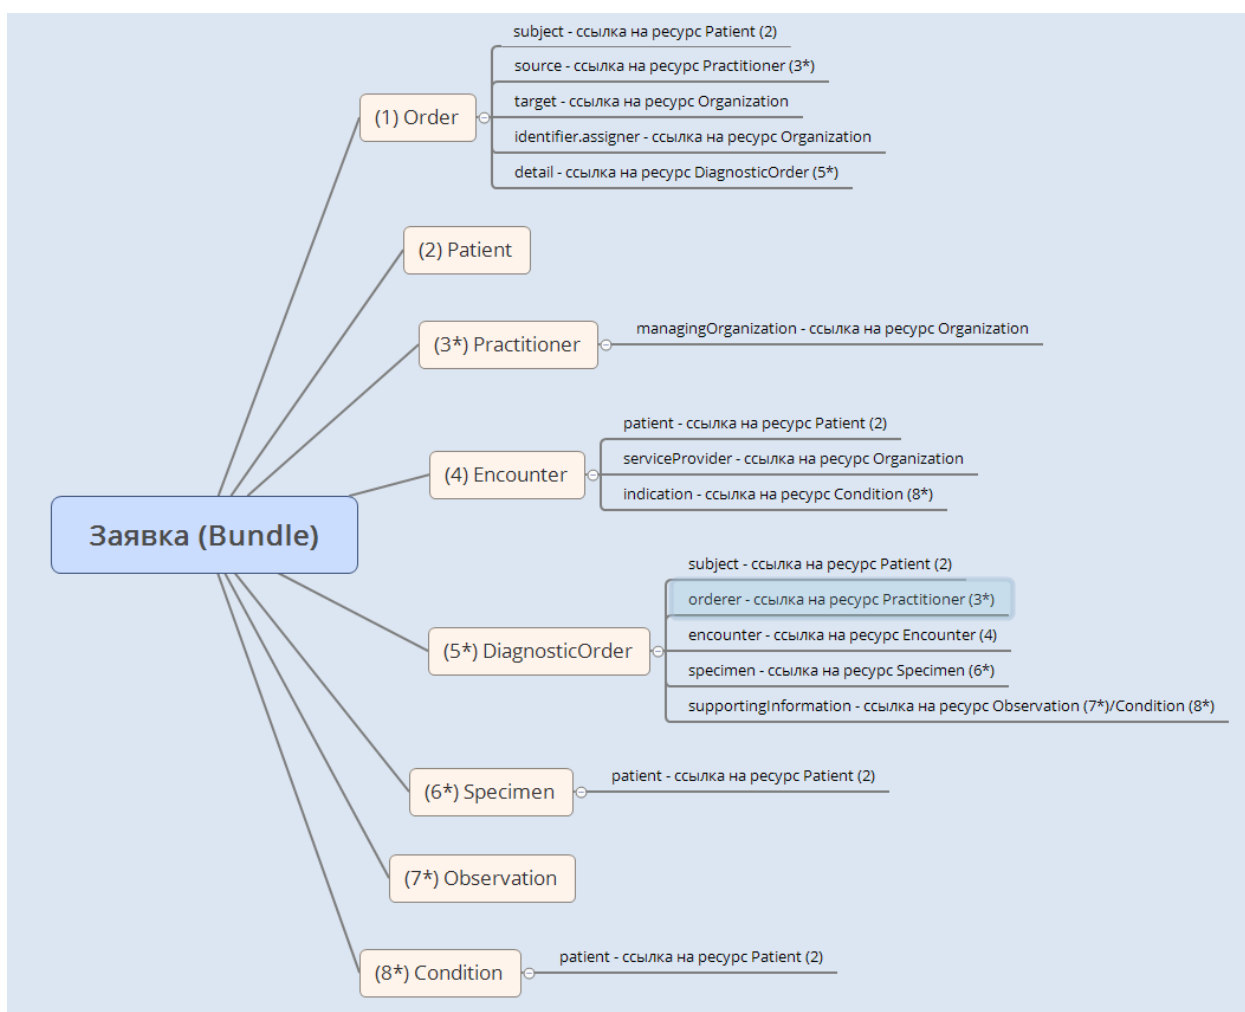 (1) Order
subject - ссылка на ресурс Patient (2)
source - ссылка на ресурс Practitioner (3*)
target - ссылка на ресурс Organization
identifier.assigner - ссылка на ресурс Organization
detail - ссылка на ресурс DiagnosticOrder (5*)
(2) Patient
(3*) Practitioner
managingOrganization - ссылка на ресурс Organization
(4) Encounter
patient - ссылка на ресурс Patient (2)
serviceProvider - ссылка на ресурс Organization
indication - ссылка на ресурс Condition (8*)
Заявка (Bundle)
(5*) DiagnosticOrder
subject - ссылка на ресурс Patient (2)
orderer - ссылка на ресурс Practitioner (3*)
encounter - ссылка на ресурс Encounter (4)
specimen - ссылка на ресурс Specimen (6*)
supportingInformation - ссылка на ресурс Observation (7*)/Condition (8*)
(6*) Specimen
patient - ссылка на ресурс Patient (2)
(7*) Observation
(8*) Condition
patient - ссылка на ресурс Patient (2)